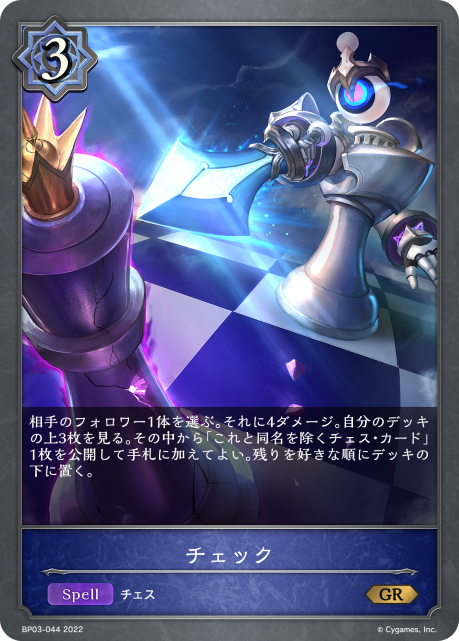 3
相手のフォロワー1体を選ぶ。それに4ダメージ。自分のデッキ
の上3枚を見る。その中から「これと同名を除くチェス・カード」
1枚を公開して手札に加えてよい。残りを好きな順にデッキの
下に置く。
チェック
Spell チェス GR
BP03-044 2022 © Cygames, Inc.